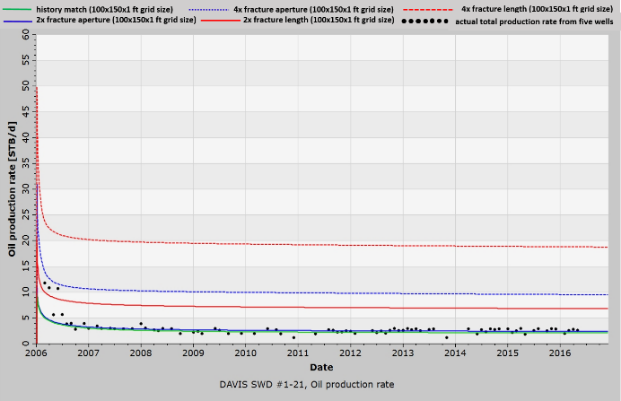 history match (100x150x1 ft grid size) 4x fracture aperture (100x150x1 ft grid size) 4x fracture length (100x150x1 ft grid size)
2x fracture aperture (100x150x1 ft grid size) 2x fracture length (100x150x1 ft grid size) actual total production rate from five wells
60
55
50
45
40
35
30
25
20
15
10
5
0
Oil production rate [STB/d]
2006 2007 2008 2009 2010 2011 2012 2013 2014 2015 2016
Date
DAVIS SWD #1-21, Oil production rate